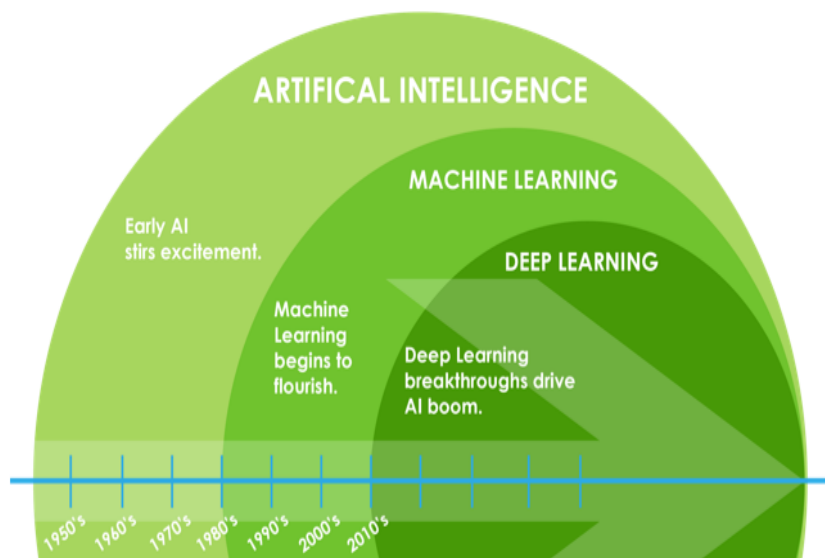 ARTIFICAL INTELLIGENCE
MACHINE LEARNING
DEEP LEARNING
Early AI
stirs excitement.
Machine
Learning
begins to
flourish.
Deep Learning
breakthroughs drive
AI boom.
1950's
1960's
1970's
1980's
1990's
2000's
2010's